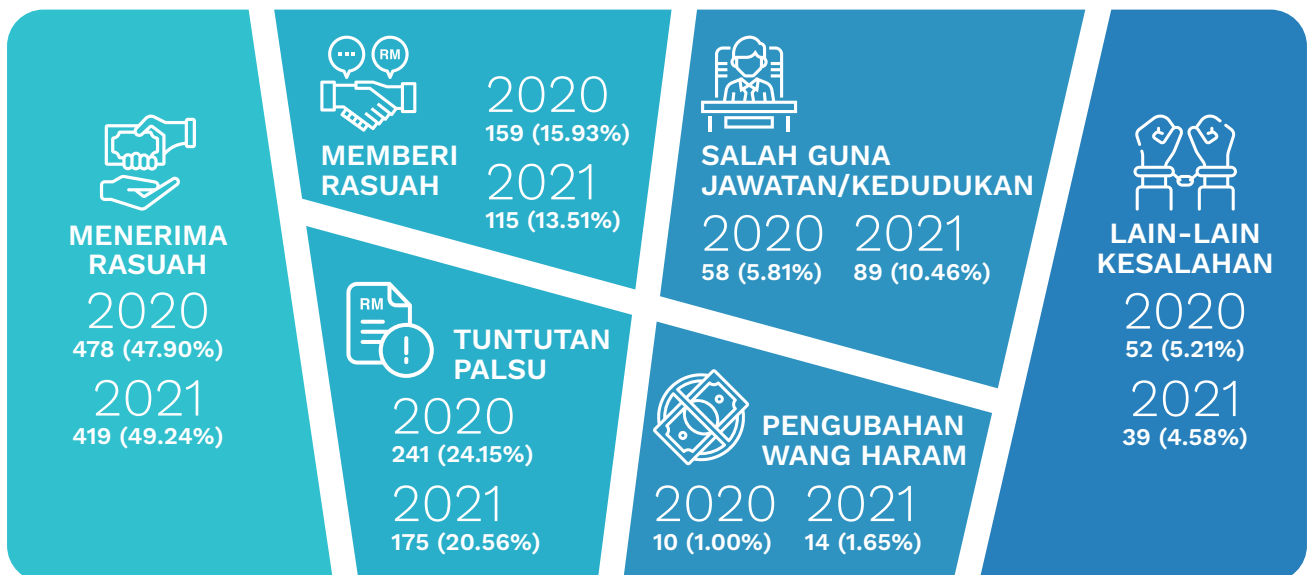 MENERIMA
RASUAH
2020
478 (47.90%)
2021
419 (49.24%)
... RM
MEMBERI
RASUAH
2020
159 (15.93%)
2021
115 (13.51%)
RM
!
TUNTUTAN
PALSU
2020
241 (24.15%)
2021
175 (20.56%)
SALAH GUNA
JAWATAN/KEDUDUKAN
2020 2021
58 (5.81%) 89 (10.46%)
PENGUBAHAN
WANG HARAM
2020 2021
10 (1.00%) 14 (1.65%)
LAIN-LAIN
KESALAHAN
2020
52 (5.21%)
2021
39 (4.58%)